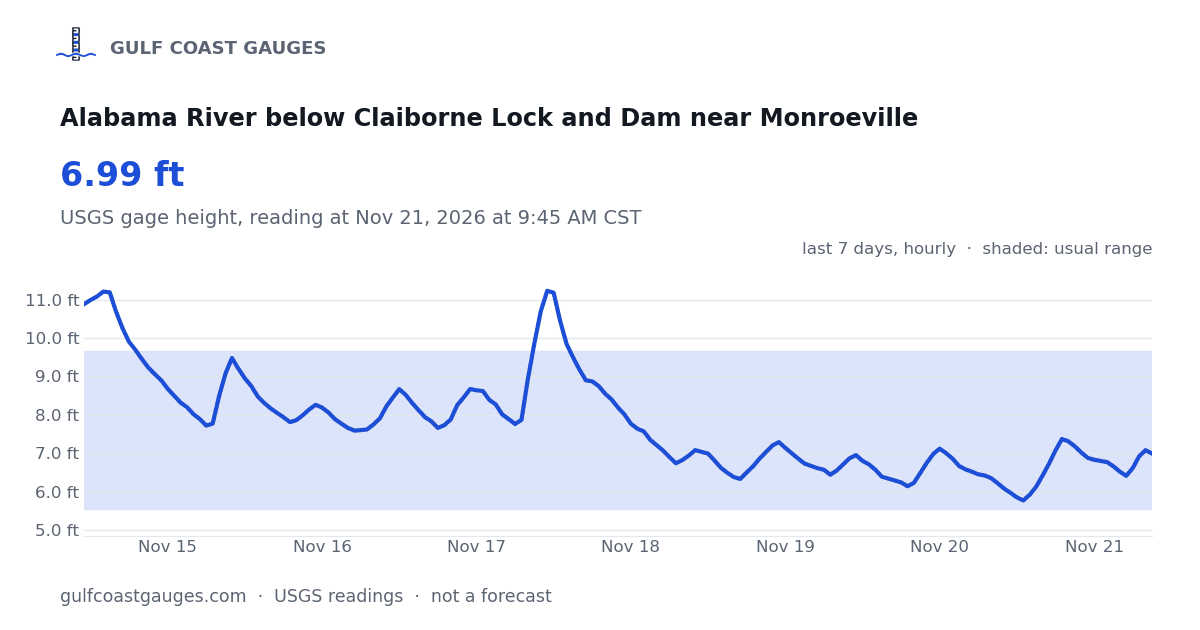 GULF COAST GAUGES
Alabama River below Claiborne Lock and Dam near Monroeville
6.99 ft
USGS gage height, reading at Nov 21, 2026 at 9:45 AM CST
last 7 days, hourly · shaded: usual range
11.0 ft
10.0 ft
9.0 ft
8.0 ft
7.0 ft
6.0 ft
5.0 ft
Nov 15 Nov 16 Nov 17 Nov 18 Nov 19 Nov 20 Nov 21
gulfcoastgauges.com · USGS readings · not a forecast